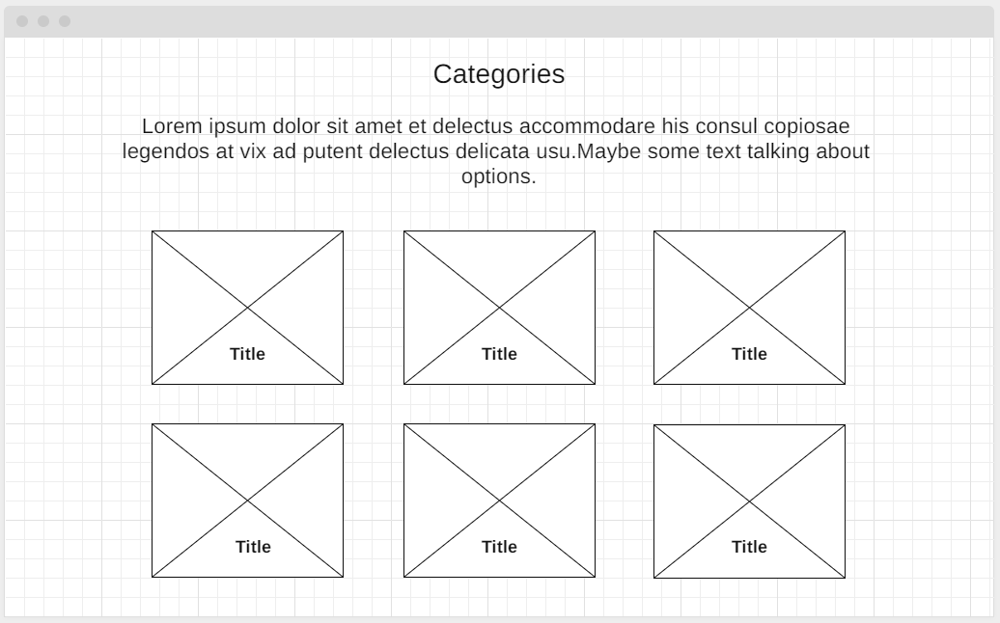 Categories
Lorem ipsum dolor sit amet et delectus accommodare his consul copiosae
legendos at vix ad putent delectus delicata usu.Maybe some text talking about
options.
Title
Title
Title
Title
Title
Title